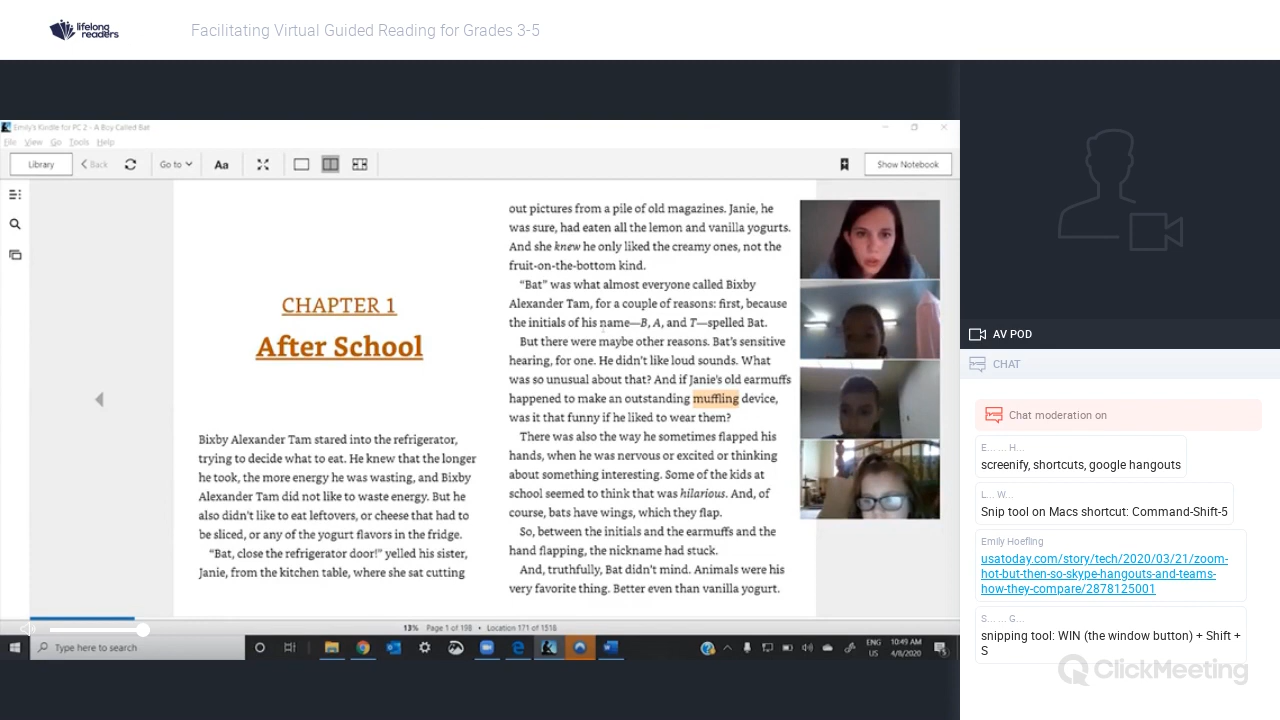 lifelong
readers
Facilitating Virtual Guided Reading for Grades 3-5
Emily's Kindle for PC 2 - A Boy Called Bat
File View Go Tools Help
Library
Back
Go to
Aa
Show Notebook
CHAPTER 1
After School
Bixby Alexander Tam stared into the refrigerator,
trying to decide what to eat. He knew that the longer
he took, the more energy he was wasting, and Bixby
Alexander Tam did not like to waste energy. But he
also didn't like to eat leftovers, or cheese that had to
be sliced, or any of the yogurt flavors in the fridge.
"Bat, close the refrigerator door!" yelled his sister,
Janie, from the kitchen table, where she sat cutting
out pictures from a pile of old magazines. Janie, he
was sure, had eaten all the lemon and vanilla yogurts.
And she knew he only liked the creamy ones, not the
fruit-on-the-bottom kind.
"Bat" was what almost everyone called Bixby
Alexander Tam, for a couple of reasons: first, because
the initials of his name—B, A, and T—spelled Bat.
But there were maybe other reasons. Bat's sensitive
hearing, for one. He didn't like loud sounds. What
was so unusual about that? And if Janie's old earmuffs
happened to make an outstanding muffling device,
was it that funny if he liked to wear them?
There was also the way he sometimes flapped his
hands, when he was nervous or excited or thinking
about something interesting. Some of the kids at
school seemed to think that was hilarious. And, of
course, bats have wings, which they flap.
So, between the initials and the earmuffs and the
hand flapping, the nickname had stuck.
And, truthfully, Bat didn't mind. Animals were his
very favorite thing. Better even than vanilla yogurt.
13% Page 1 of 198 • Location 171 of 1516
Type here to search
ENG
US
10:49 AM
4/8/2020
AV POD
CHAT
Chat moderation on
E... ... H...
screenify, shortcuts, google hangouts
L... W...
Snip tool on Macs shortcut: Command-Shift-5
Emily Hoefling
usatoday.com/story/tech/2020/03/21/zoom-
hot-but-then-so-skype-hangouts-and-teams-
how-they-compare/2878125001
S... ... G...
snipping tool: WIN (the window button) + Shift +
S
ClickMeeting